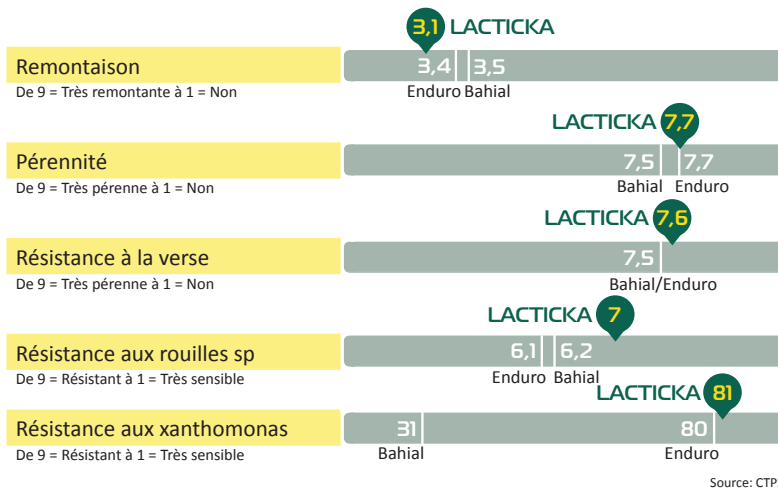 3,1 LACTICKA
Remontaison
3,4 3,5
De 9 = Très remontante à 1 = Non
Enduro Bahial
LACTICKA 7,7
Pérennité
7,5 7,7
De 9 = Très pérenne à 1 = Non
Bahial Enduro
LACTICKA 7,6
Résistance à la verse
7,5
De 9 = Très pérenne à 1 = Non
Bahial/Enduro
LACTICKA 7
Résistance aux rouilles sp
6,1 6,2
De 9 = Résistant à 1 = Très sensible
Enduro Bahial
LACTICKA 81
Résistance aux xanthomonas
31 80
De 9 = Résistant à 1 = Très sensible
Bahial Enduro
Source: CTP